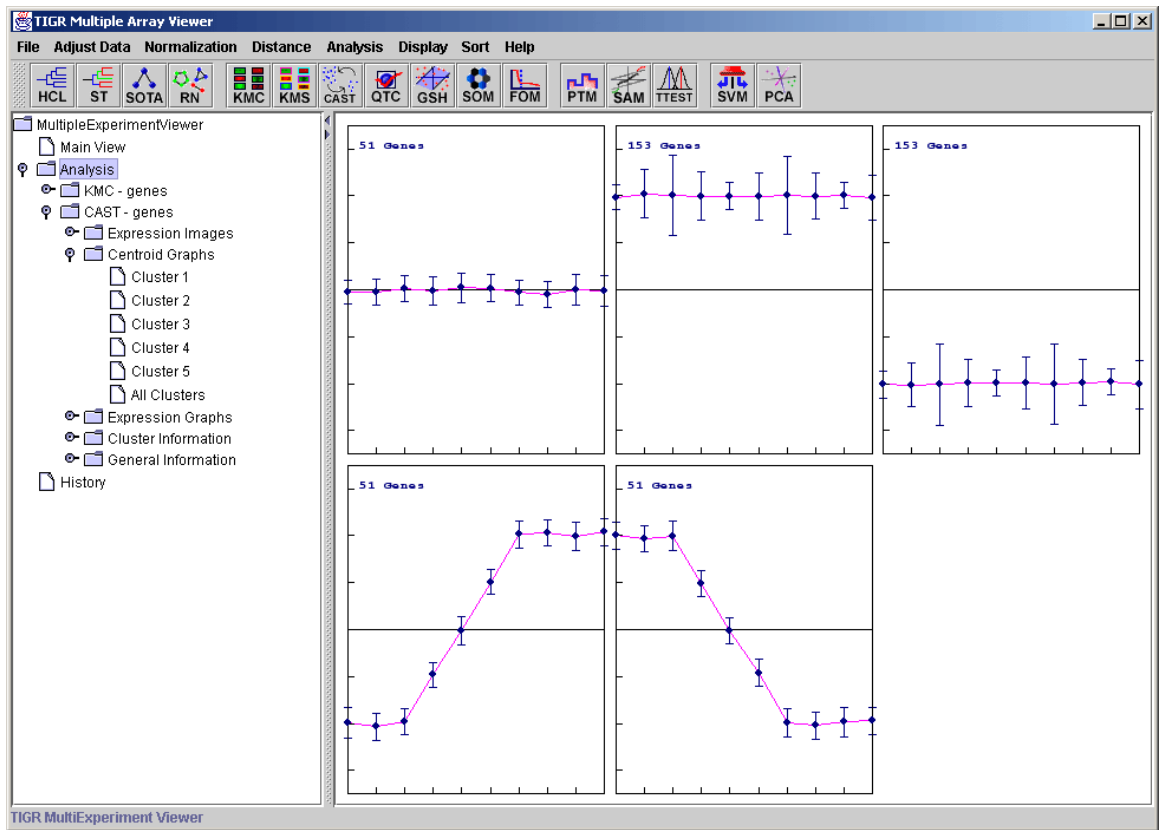 TIGR Multiple Array Viewer
File Adjust Data Normalization Distance Analysis Display Sort Help
HCL ST SOTA RN KMC KMS CAST QTC GSH SOM FOM PTM SAM TTEST SVM PCA
MultipleExperimentViewer
Main View
Analysis
KMC - genes
CAST - genes
Expression Images
Centroid Graphs
Cluster 1
Cluster 2
Cluster 3
Cluster 4
Cluster 5
All Clusters
Expression Graphs
Cluster Information
General Information
History
51 Genes
153 Genes
153 Genes
51 Genes
51 Genes
TIGR MultiExperiment Viewer